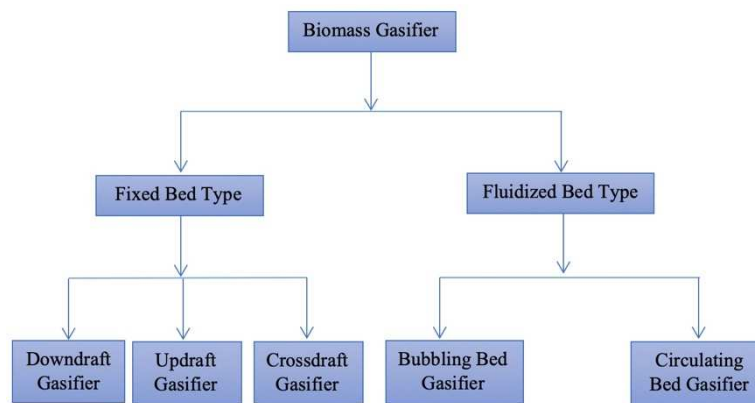 Biomass Gasifier
Fixed Bed Type
Fluidized Bed Type
Downdraft
Gasifier
Updraft
Gasifier
Crossdraft
Gasifier
Bubbling Bed
Gasifier
Circulating
Bed Gasifier